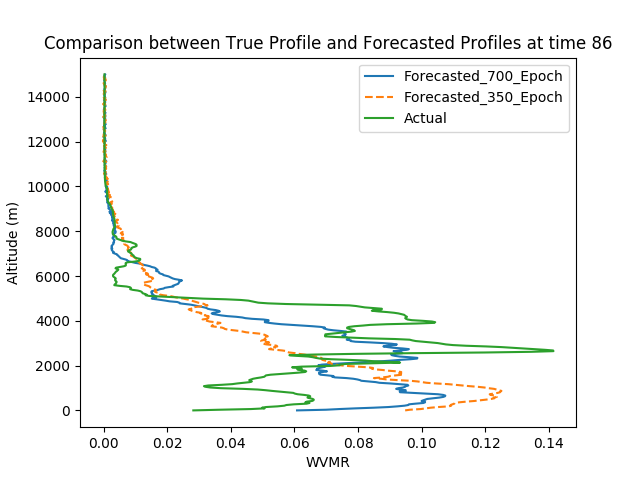 Comparison between True Profile and Forecasted Profiles at time 86
Forecasted_700_Epoch
Forecasted_350_Epoch
Actual
Altitude (m)
14000
12000
10000
8000
6000
4000
2000
0
0.00 0.02 0.04 0.06 0.08 0.10 0.12 0.14
WVMR